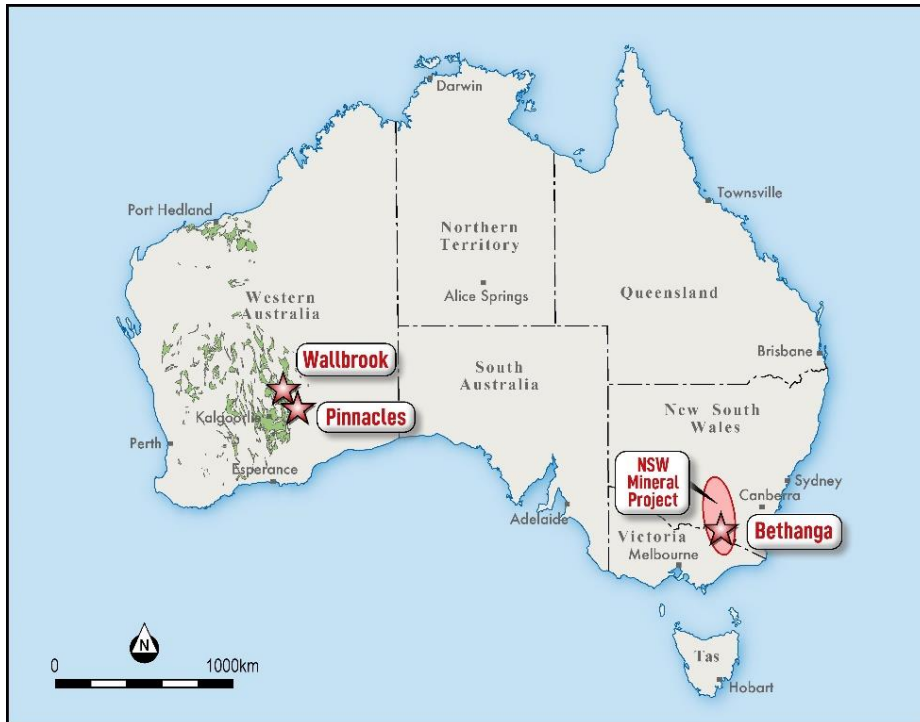 Darwin
Port Hedland
Townsville
Northern
Territory
Alice Springs
Western
Australia
Queensland
Wallbrook
Brisbane
South
Australia
Kalgoorlie
Pinnacles
New South
Wales
Perth
Esperance
NSW
Mineral
Project
Sydney
Canberra
Adelaide
Victoria
Bethanga
Melbourne
N
0 1000km
Tas
Hobart